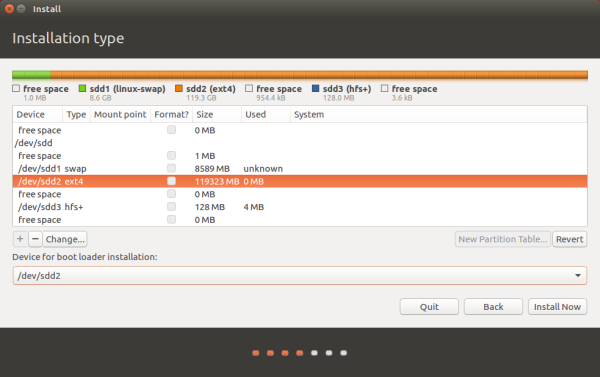 Install
Installation type
free space sdd1 (linux-swap) sdd2 (ext4) free space sdd3 (hfs+) free space
1.0 MB 8.6 GB 119.3 GB 954.4 kB 128.0 MB 3.6 kB
Device Type Mount point Format? Size Used System
free space 0 MB
/dev/sdd
free space 1 MB
/dev/sdd1 swap 8589 MB unknown
/dev/sdd2 ext4 119323 MB 0 MB
free space 0 MB
/dev/sdd3 hfs+ 128 MB 4 MB
free space 0 MB
+ − Change... New Partition Table... Revert
Device for boot loader installation:
/dev/sdd2
Quit Back Install Now